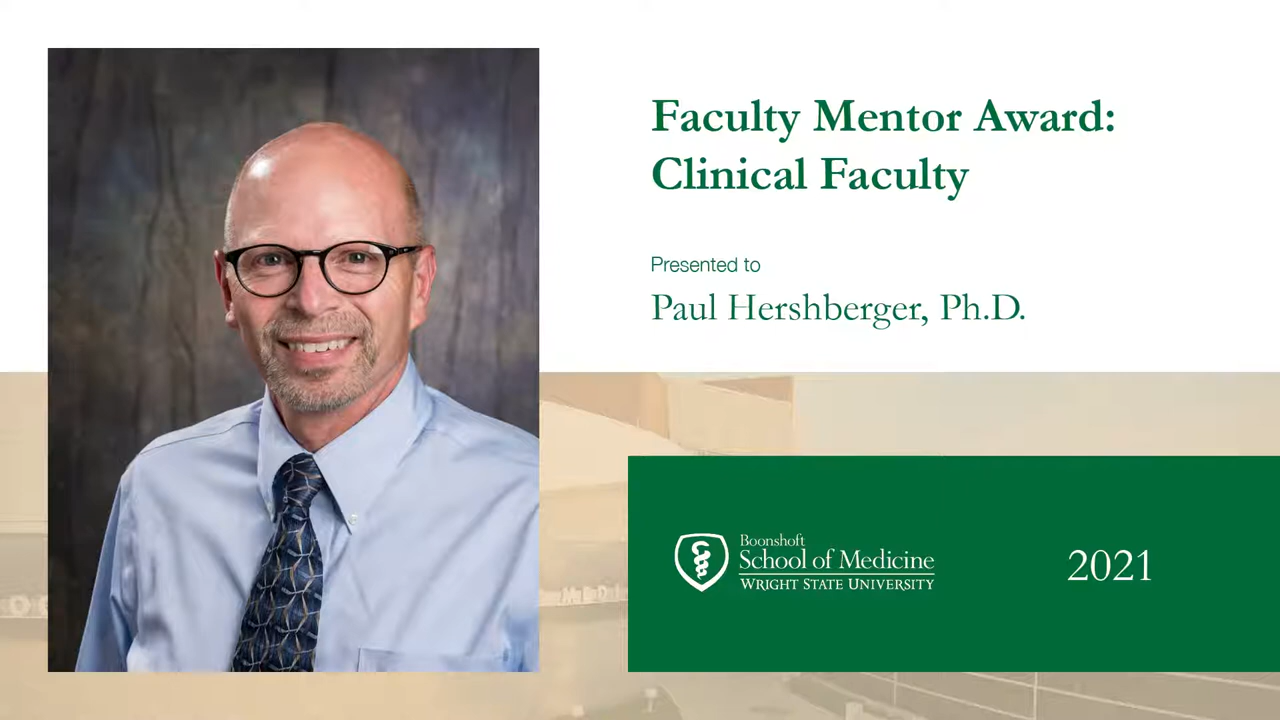 Faculty Mentor Award:
Clinical Faculty
Presented to
Paul Hershberger, Ph.D.
Boonshoft
School of Medicine
WRIGHT STATE UNIVERSITY
2021